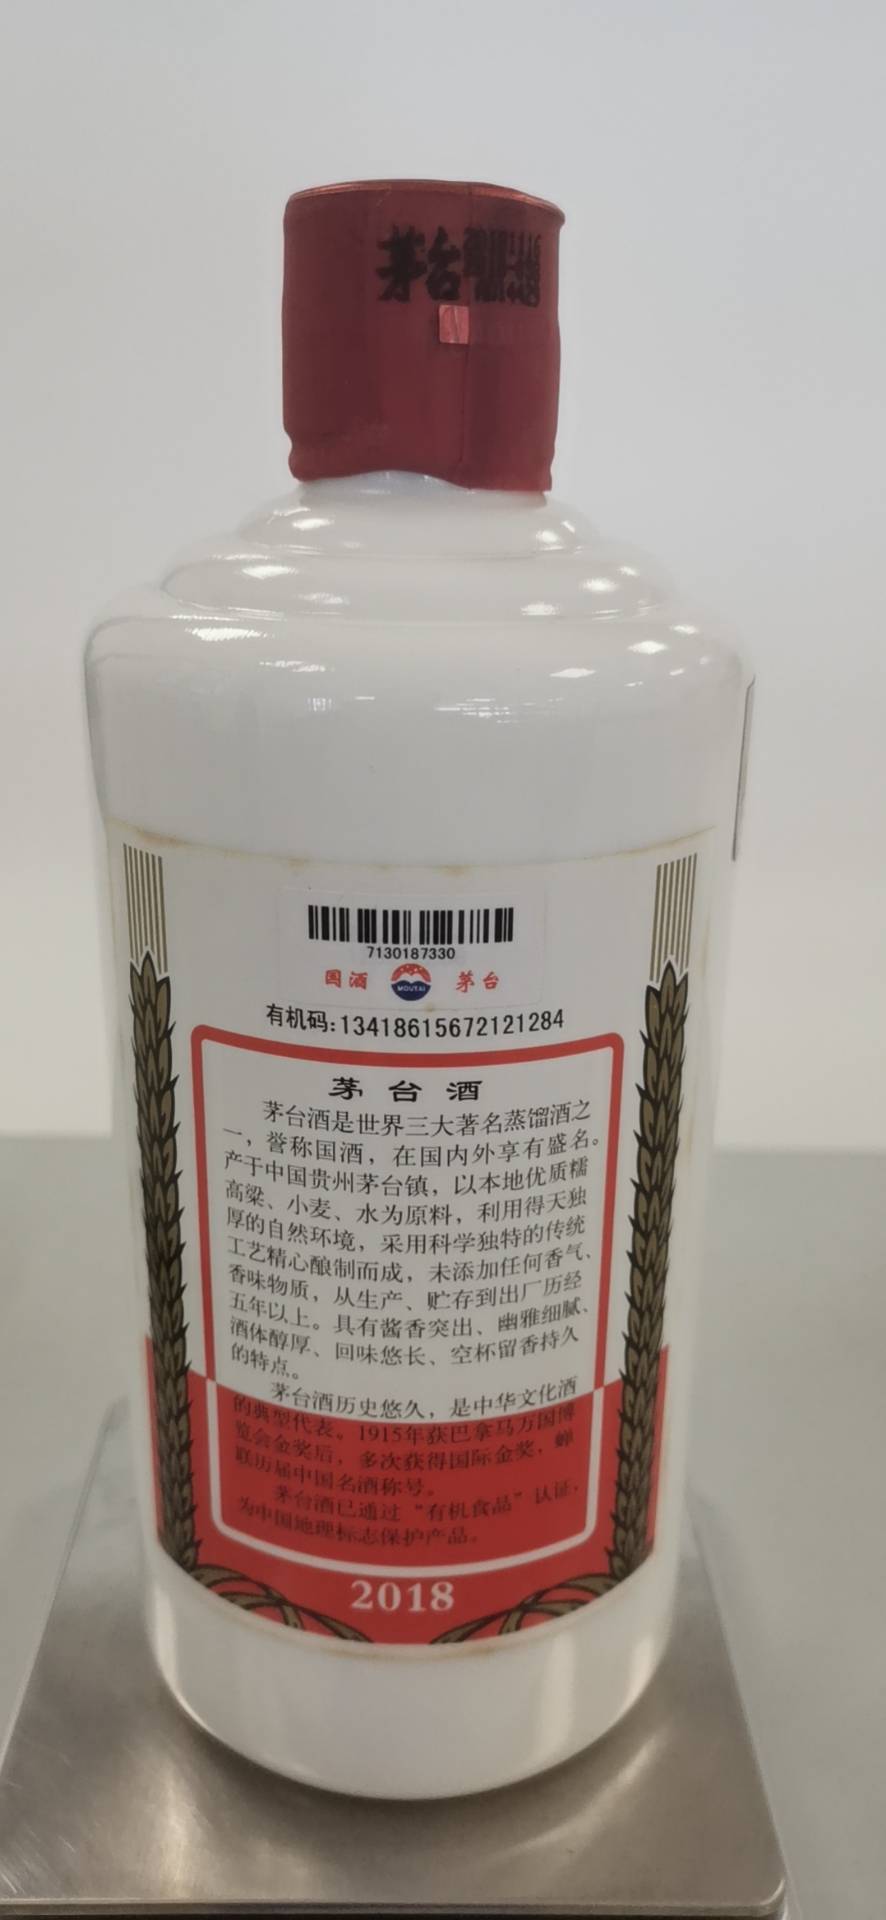 茅台
7130187330
国酒 MOUTAI 茅台
有机码:13418615672121284
茅台酒
茅台酒是世界三大著名蒸馏酒之
一，誉称国酒，在国内外享有盛名。
产于中国贵州茅台镇，以本地优质糯
高粱、小麦、水为原料，利用得天独
厚的自然环境，采用科学独特的传统
工艺精心酿制而成，未添加任何香气、
香味物质，从生产、贮存到出厂历经
五年以上。具有酱香突出、幽雅细腻、
酒体醇厚、回味悠长、空杯留香持久
的特点。
茅台酒历史悠久，是中华文化酒
的典型代表。1915年获巴拿马万国博
览会金奖后，多次获得国际金奖，蝉
联历届中国名酒称号。
茅台酒已通过“有机食品”认证，
为中国地理标志保护产品。
2018